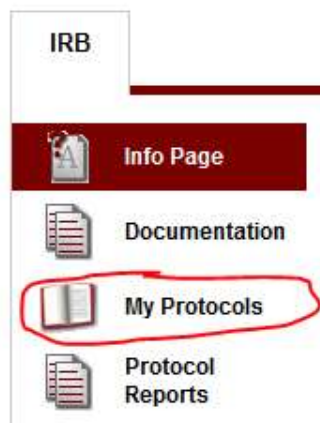 IRB
Info Page
Documentation
My Protocols
Protocol
Reports